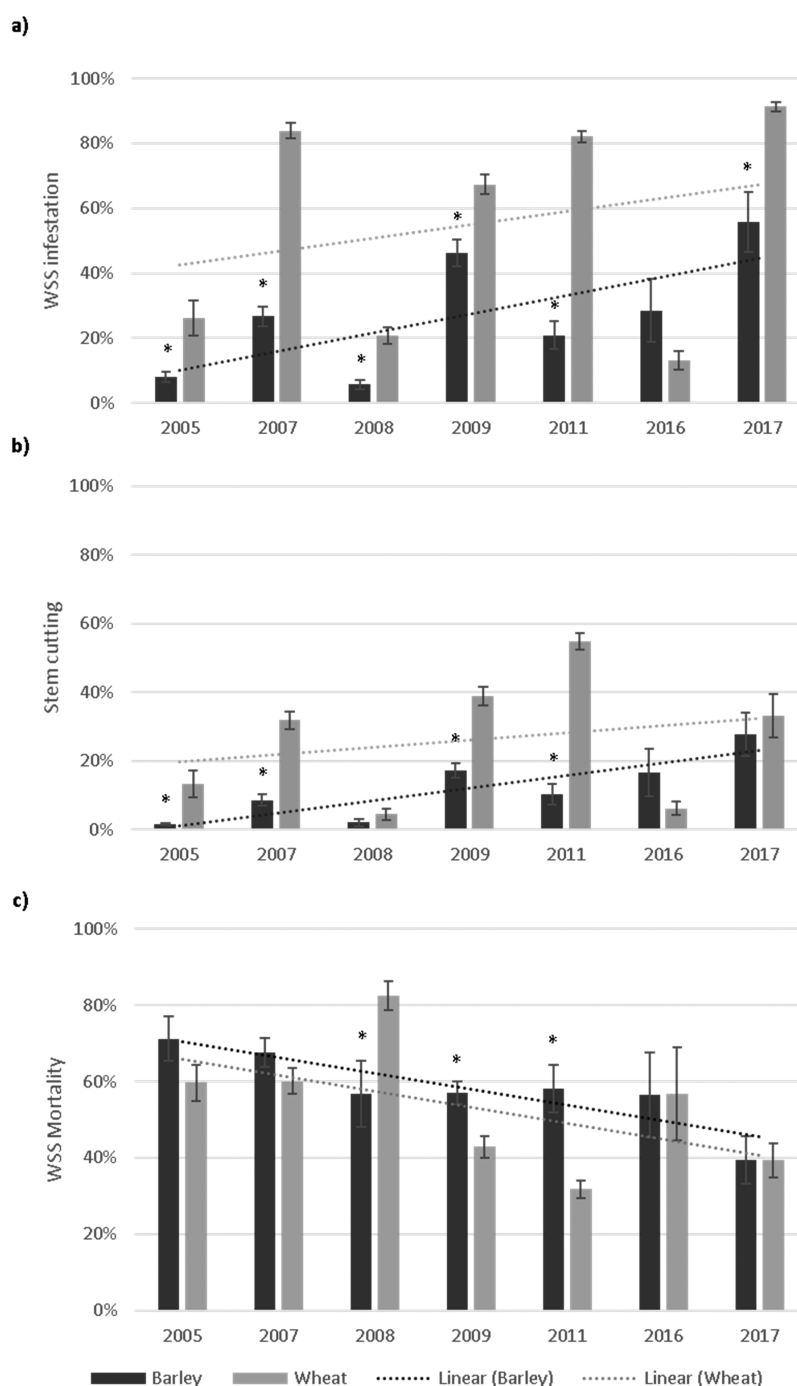 a)
WSS infestation
100%
80%
60%
40%
20%
0%
* * * * * *
2005 2007 2008 2009 2011 2016 2017
b)
Stem cutting
100%
80%
60%
40%
20%
0%
* * * *
2005 2007 2008 2009 2011 2016 2017
c)
WSS Mortality
100%
80%
60%
40%
20%
0%
* * *
2005 2007 2008 2009 2011 2016 2017
Barley Wheat Linear (Barley) Linear (Wheat)